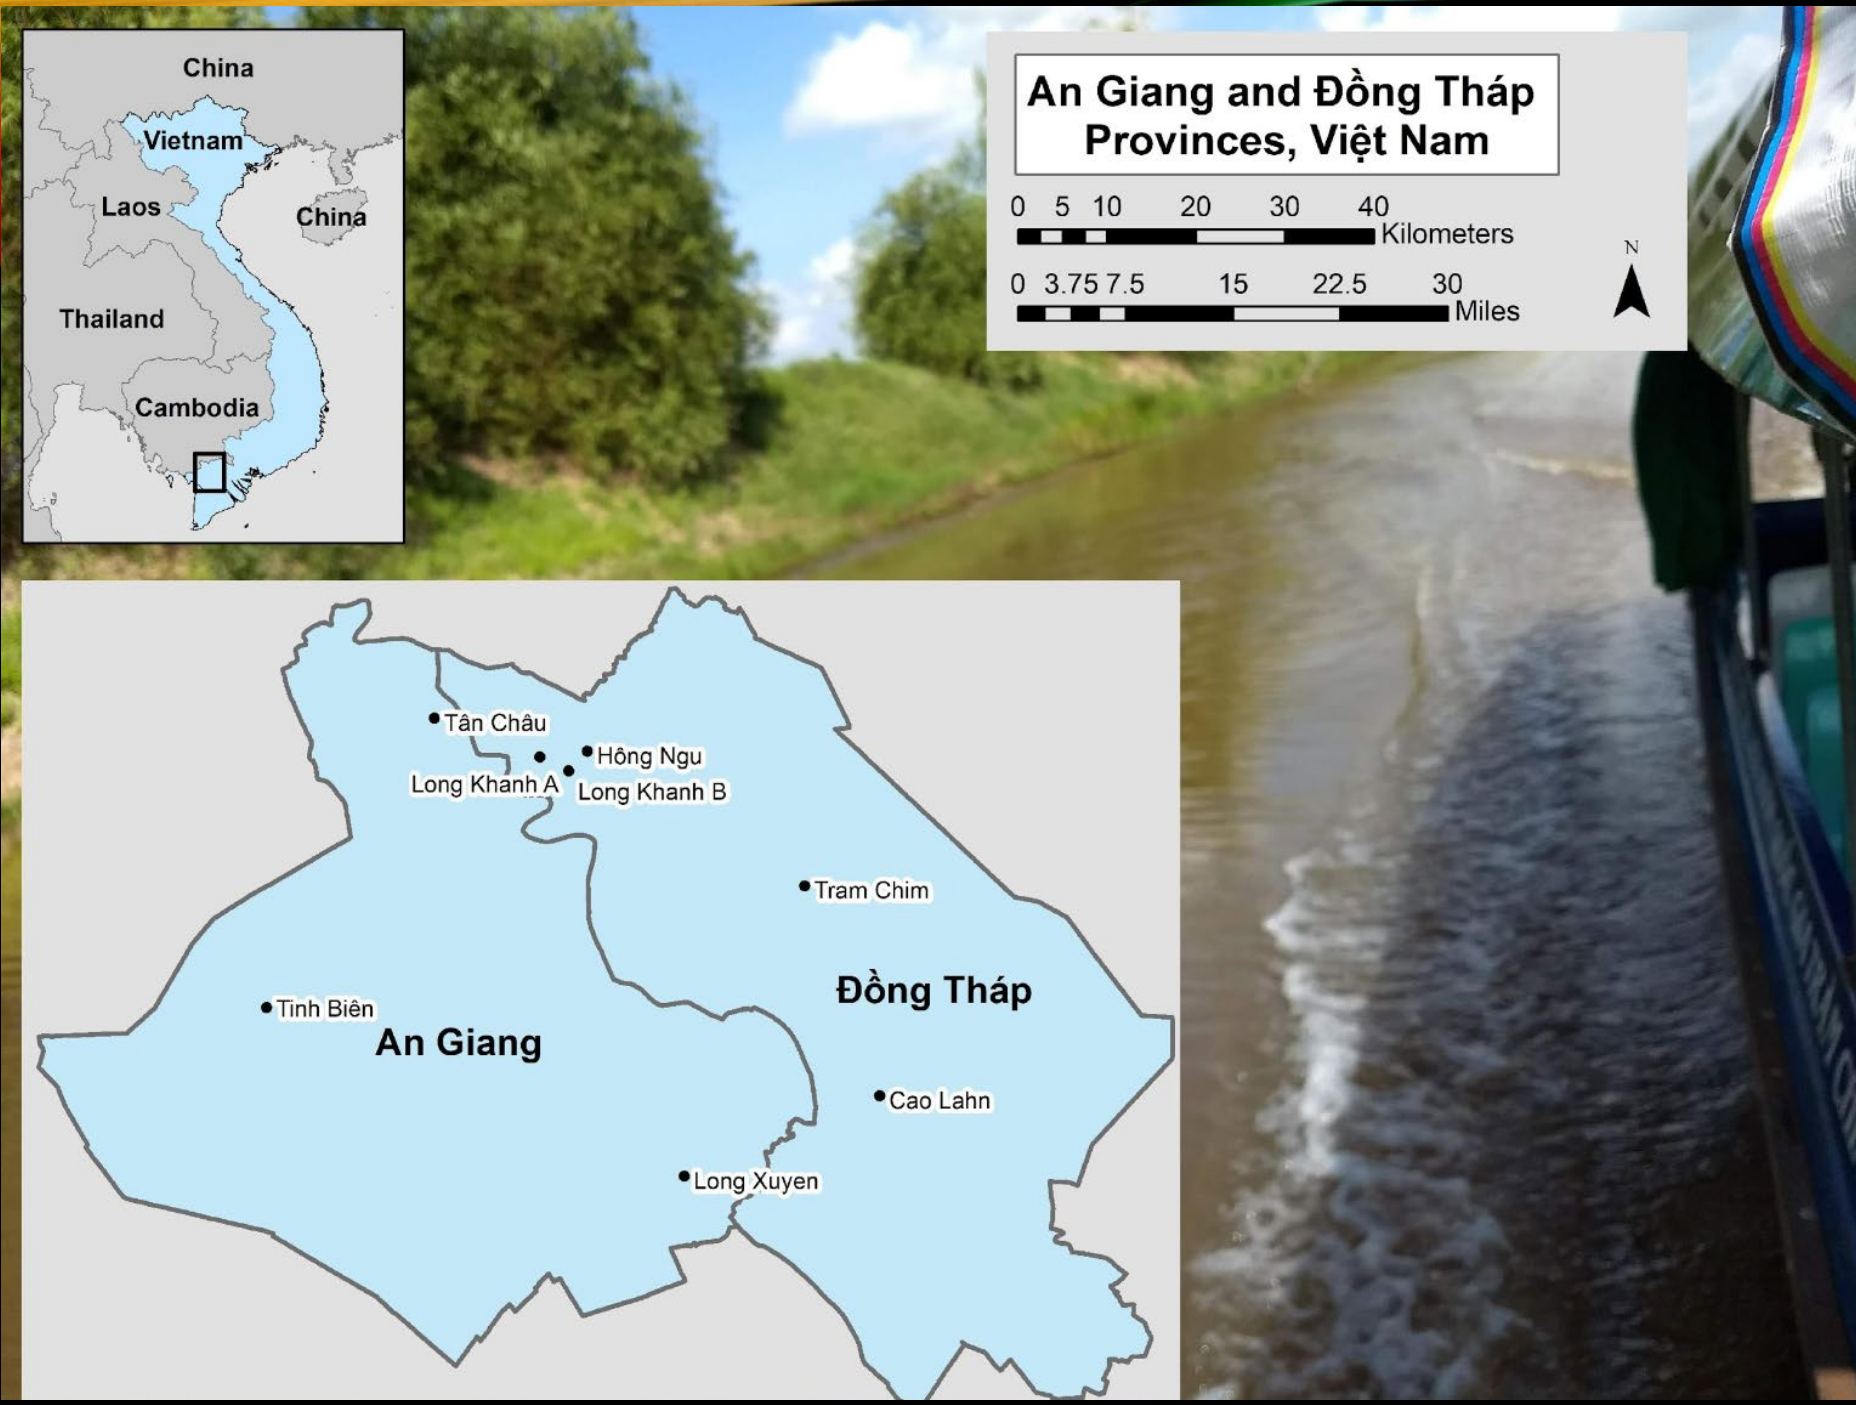 China
Vietnam
Laos
China
Thailand
Cambodia
An Giang and Đồng Tháp
Provinces, Việt Nam
0 5 10 20 30 40
Kilometers
0 3.75 7.5 15 22.5 30
Miles
N
Tân Châu
Hông Ngu
Long Khanh A
Long Khanh B
Tram Chim
Đồng Tháp
Tinh Biên
An Giang
Cao Lahn
Long Xuyen